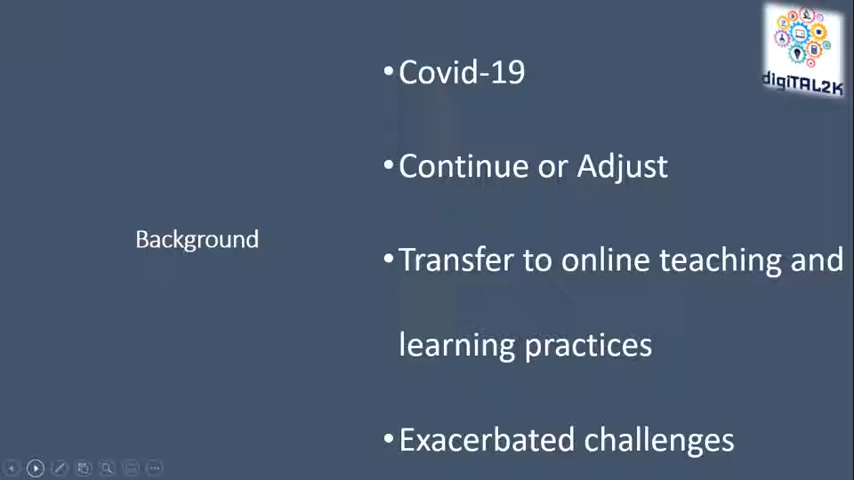 digiTAL2K
•Covid-19
•Continue or Adjust
Background
•Transfer to online teaching and
learning practices
•Exacerbated challenges